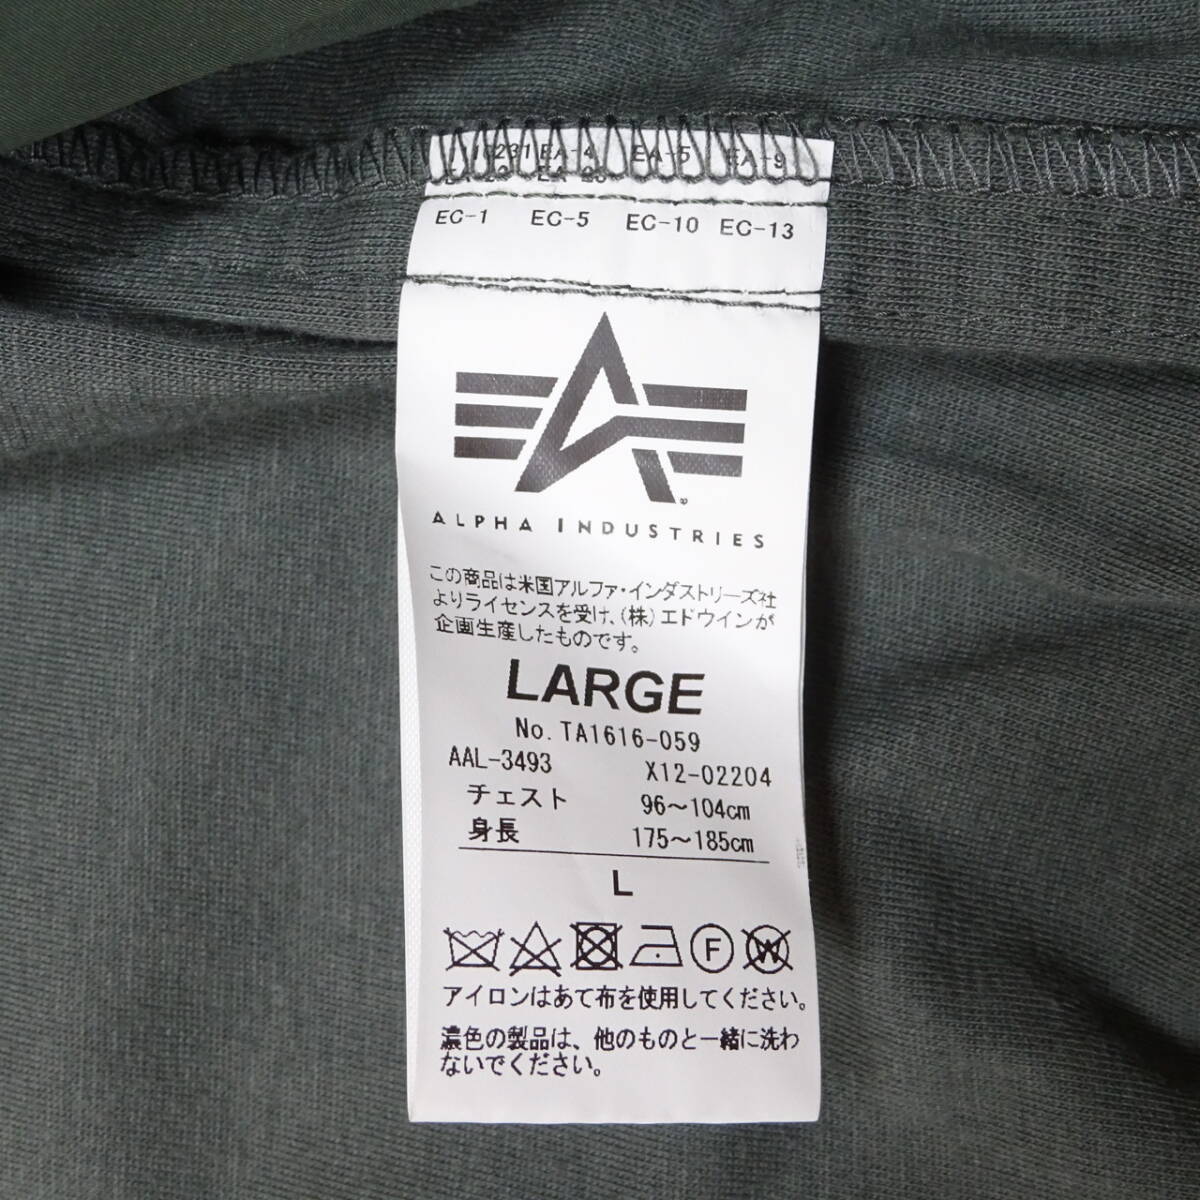 EA-4 EA-5 EA-9
EC-1 EC-5 EC-10 EC-13
ALPHA INDUSTRIES
この商品は米国アルファ・インダストリーズ社
よりライセンスを受け、(株)エドウインが
企画生産したものです。
LARGE
No. TA1616-059
AAL-3493 X12-02204
チェスト 96～104cm
身長 175～185cm
L
F W
アイロンはあて布を使用してください。
濃色の製品は、他のものと一緒に洗わ
ないでください。